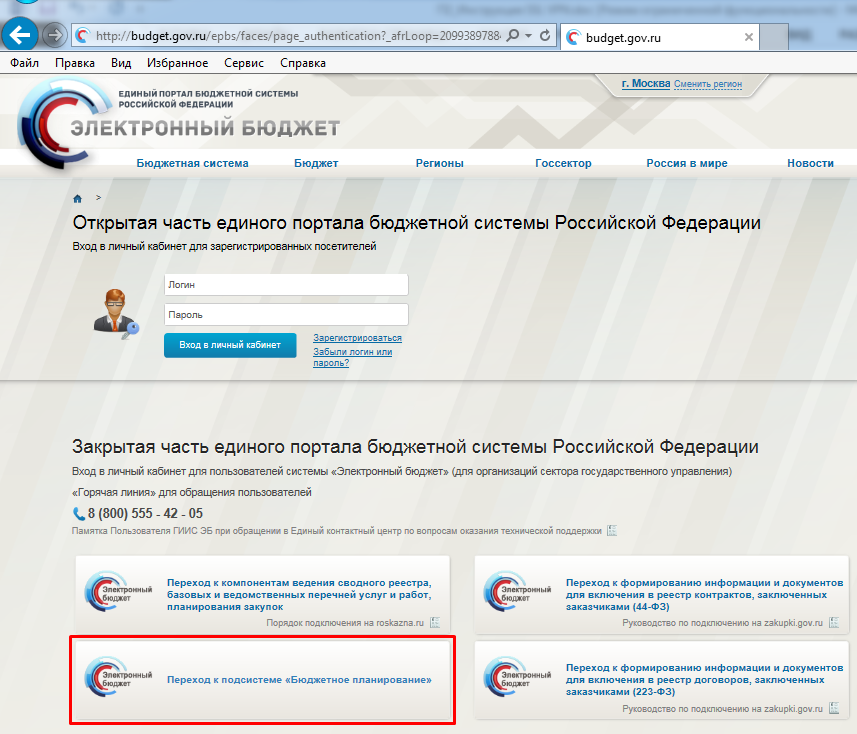 http://budget.gov.ru/epbs/faces/page_authentication?_afrLoop=2099389788
budget.gov.ru
Файл Правка Вид Избранное Сервис Справка
ЕДИНЫЙ ПОРТАЛ БЮДЖЕТНОЙ СИСТЕМЫ
РОССИЙСКОЙ ФЕДЕРАЦИИ
ЭЛЕКТРОННЫЙ БЮДЖЕТ
г. Москва Сменить регион
Бюджетная система Бюджет Регионы Госсектор Россия в мире Новости
>
Открытая часть единого портала бюджетной системы Российской Федерации
Вход в личный кабинет для зарегистрированных посетителей
Логин
Пароль
Вход в личный кабинет
Зарегистрироваться
Забыли логин или
пароль?
Закрытая часть единого портала бюджетной системы Российской Федерации
Вход в личный кабинет для пользователей системы «Электронный бюджет» (для организаций сектора государственного управления)
«Горячая линия» для обращения пользователей
8 (800) 555 - 42 - 05
Памятка Пользователя ГИИС ЭБ при обращении в Единый контактный центр по вопросам оказания технической поддержки
Электронный
бюджет
Переход к компонентам ведения сводного реестра,
базовых и ведомственных перечней услуг и работ,
планирования закупок
Порядок подключения на roskazna.ru
Электронный
бюджет
Переход к формированию информации и документов
для включения в реестр контрактов, заключенных
заказчиками (44-ФЗ)
Руководство по подключению на zakupki.gov.ru
Электронный
бюджет
Переход к подсистеме «Бюджетное планирование»
Электронный
бюджет
Переход к формированию информации и документов
для включения в реестр договоров, заключенных
заказчиками (223-ФЗ)
Руководство по подключению на zakupki.gov.ru